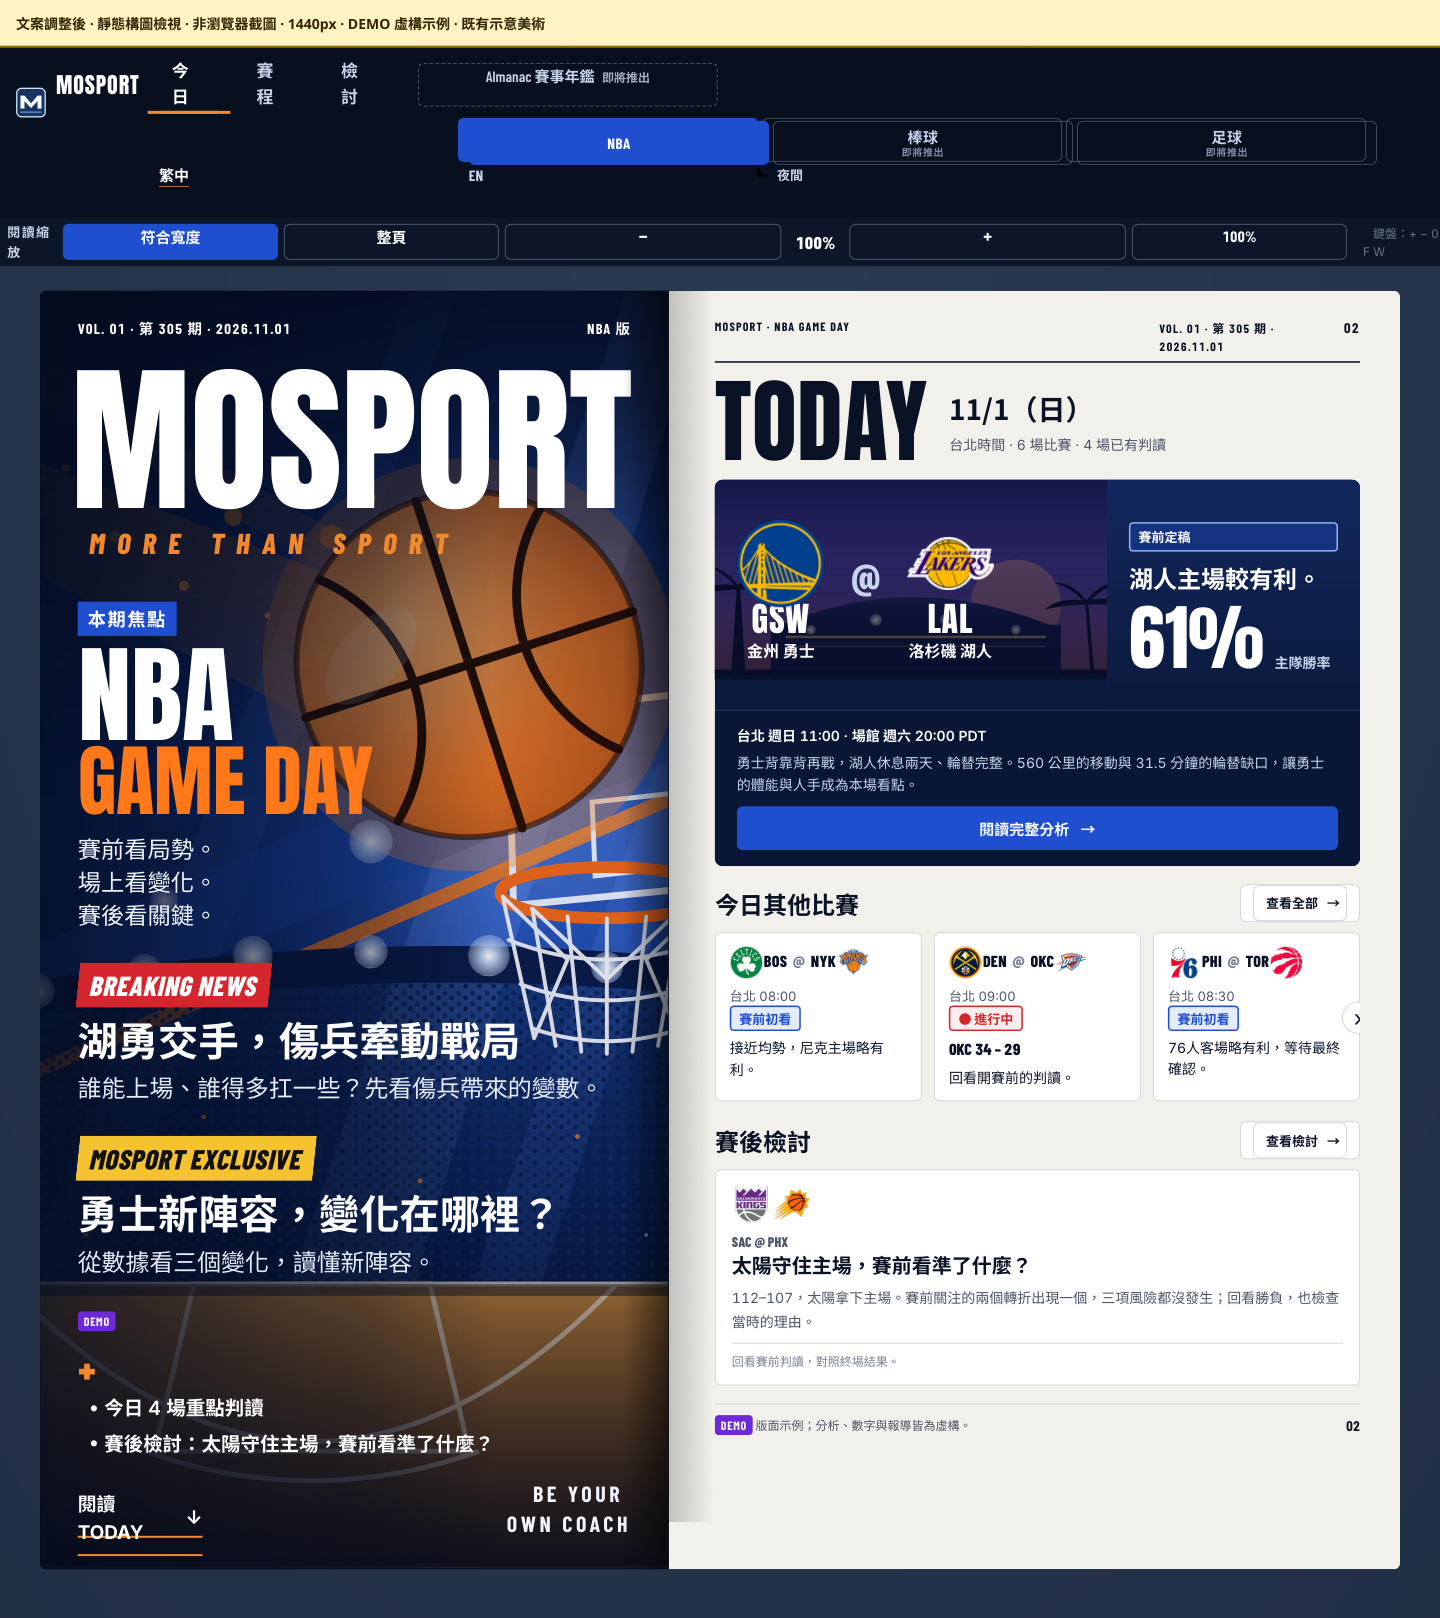 文案調整後 · 靜態構圖檢視 · 非瀏覽器截圖 · 1440px · DEMO 虛構示例 · 既有示意美術
MOSPORT
今日
賽程
檢討
Almanac 賽事年鑑 即將推出
NBA
棒球
即將推出
足球
即將推出
繁中
EN
夜間
閱讀縮放
符合寬度
整頁
−
100%
+
100%
鍵盤：+ − 0
F W
VOL. 01 · 第 305 期 · 2026.11.01
NBA 版
MOSPORT
MORE THAN SPORT
本期焦點
NBA
GAME DAY
賽前看局勢。
場上看變化。
賽後看關鍵。
BREAKING NEWS
湖勇交手，傷兵牽動戰局
誰能上場、誰得多扛一些？先看傷兵帶來的變數。
MOSPORT EXCLUSIVE
勇士新陣容，變化在哪裡？
從數據看三個變化，讀懂新陣容。
DEMO
• 今日 4 場重點判讀
• 賽後檢討：太陽守住主場，賽前看準了什麼？
閱讀
TODAY ↓
BE YOUR
OWN COACH
MOSPORT · NBA GAME DAY
VOL. 01 · 第 305 期 ·
2026.11.01
02
TODAY
11/1（日）
台北時間 · 6 場比賽 · 4 場已有判讀
GSW
金州 勇士
@
LAKERS
LAL
洛杉磯 湖人
賽前定稿
湖人主場較有利。
61% 主隊勝率
台北 週日 11:00 · 場館 週六 20:00 PDT
勇士背靠背再戰，湖人休息兩天、輪替完整。560 公里的移動與 31.5 分鐘的輪替缺口，讓勇士
的體能與人手成為本場看點。
閱讀完整分析 →
今日其他比賽
查看全部 →
BOS @ NYK
台北 08:00
賽前初看
接近均勢，尼克主場略有
利。
DEN @ OKC
台北 09:00
進行中
OKC 34 – 29
回看開賽前的判讀。
76 PHI @ TOR
台北 08:30
賽前初看
76人客場略有利，等待最終
確認。
賽後檢討
查看檢討 →
KINGS
SAC @ PHX
太陽守住主場，賽前看準了什麼？
112–107，太陽拿下主場。賽前關注的兩個轉折出現一個，三項風險都沒發生；回看勝負，也檢查
當時的理由。
回看賽前判讀，對照終場結果。
DEMO 版面示例；分析、數字與報導皆為虛構。
02